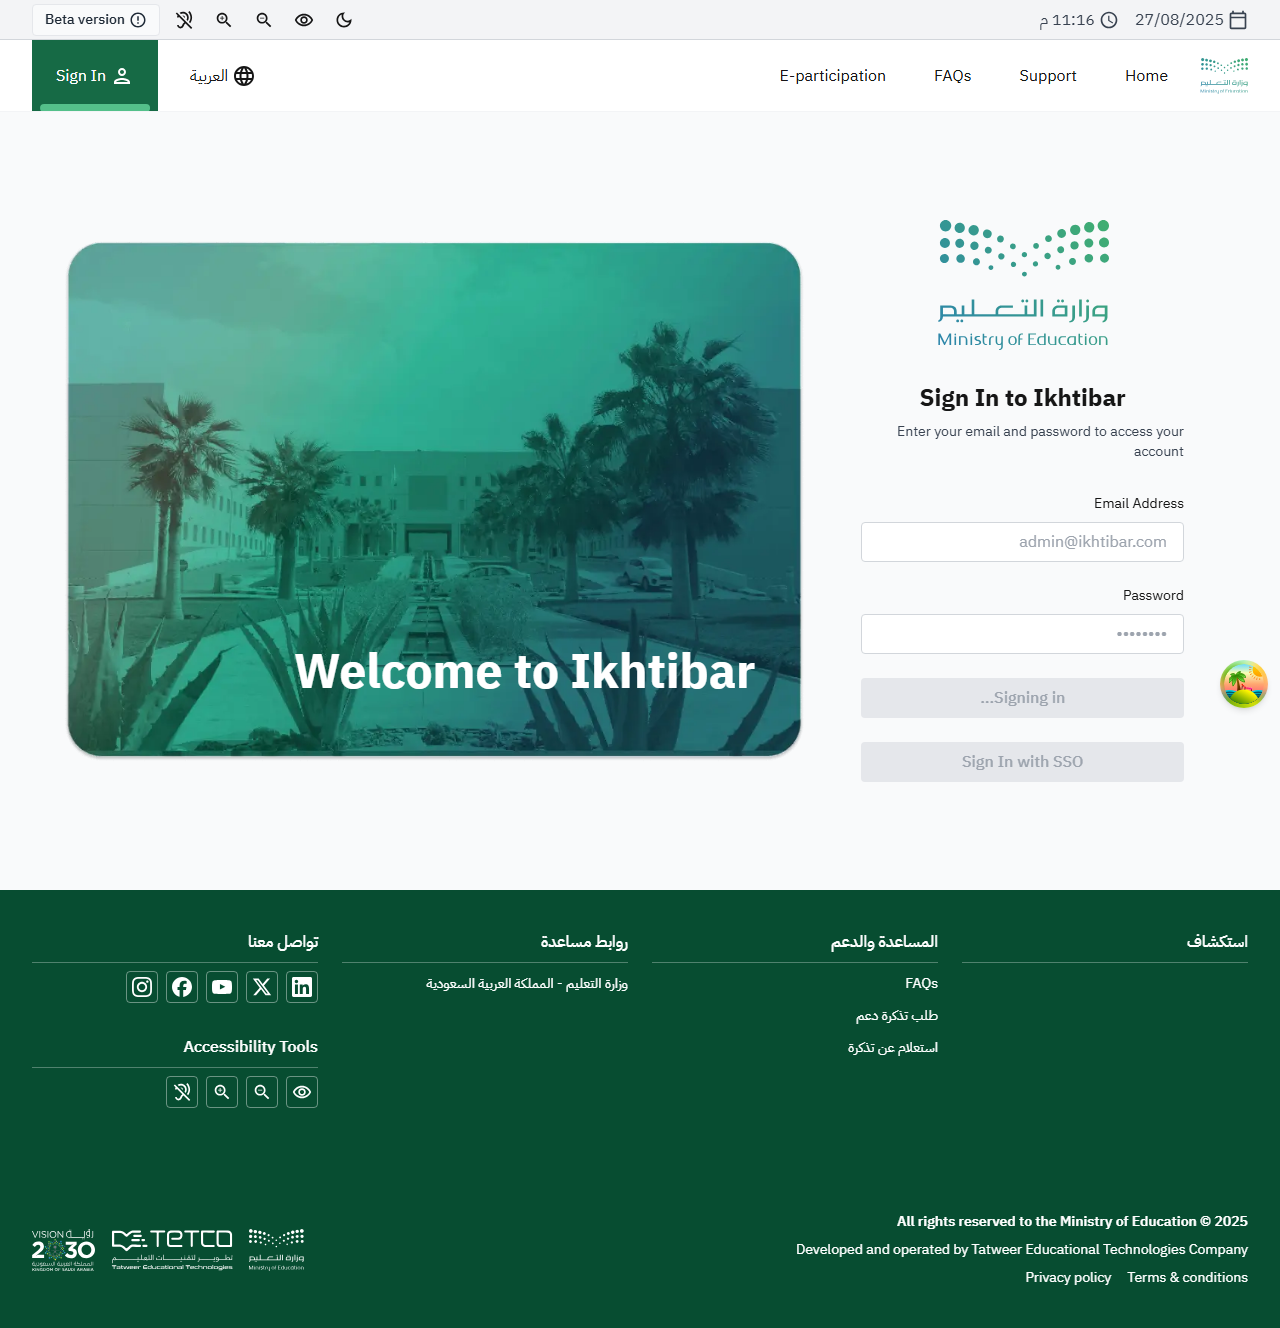 Beta version
27/08/2025
11:16 م
Sign In
العربية
E-participation
FAQs
Support
Home
وزارة التعليم
Ministry of Education
وزارة التعليم
Ministry of Education
Sign In to Ikhtibar
Enter your email and password to access your
account
Email Address
admin@ikhtibar.com
Password
••••••••
...Signing in
Sign In with SSO
Welcome to Ikhtibar
استكشاف
المساعدة والدعم
FAQs
طلب تذكرة دعم
استعلام عن تذكرة
روابط مساعدة
وزارة التعليم - المملكة العربية السعودية
تواصل معنا
Accessibility Tools
All rights reserved to the Ministry of Education © 2025
Developed and operated by Tatweer Educational Technologies Company
Privacy policy
Terms & conditions
VISION رؤية
2030
المملكة العربية السعودية
KINGDOM OF SAUDI ARABIA
TETCO
تطوير لتقنيات التعليم
Tatweer Educational Technologies
وزارة التعليم
Ministry of Education